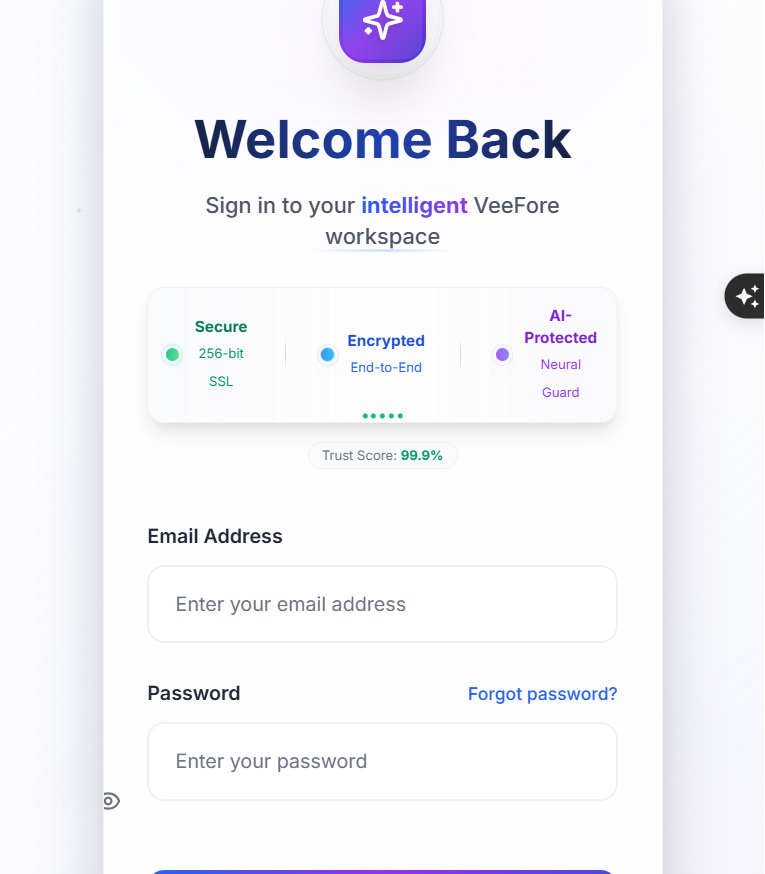 Welcome Back
Sign in to your intelligent VeeFore
workspace
Secure
256-bit
SSL
Encrypted
End-to-End
AI-
Protected
Neural
Guard
Trust Score: 99.9%
Email Address
Enter your email address
Password
Forgot password?
Enter your password